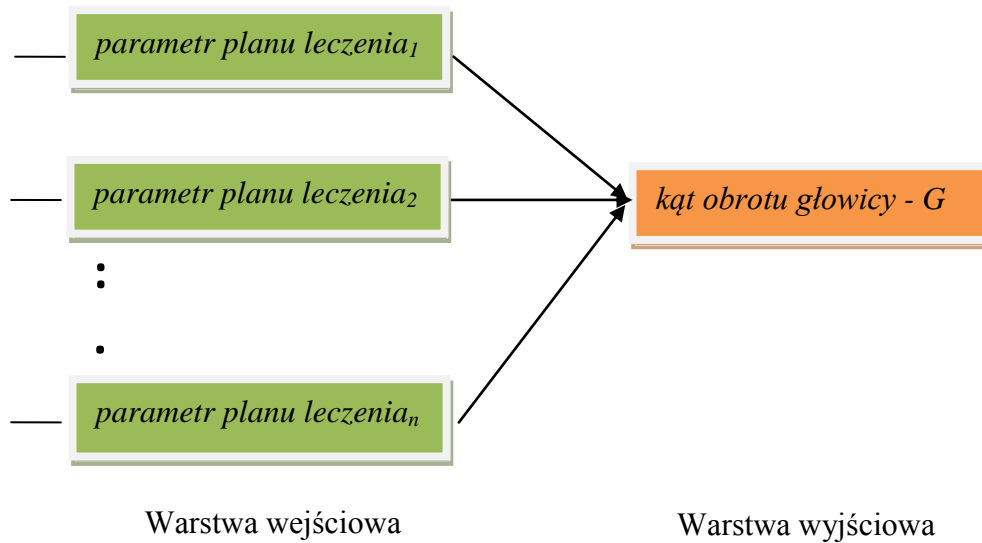 parametr planu leczenia₁
parametr planu leczenia₂
kąt obrotu głowicy - G
parametr planu leczeniaₙ
Warstwa wejściowa
Warstwa wyjściowa